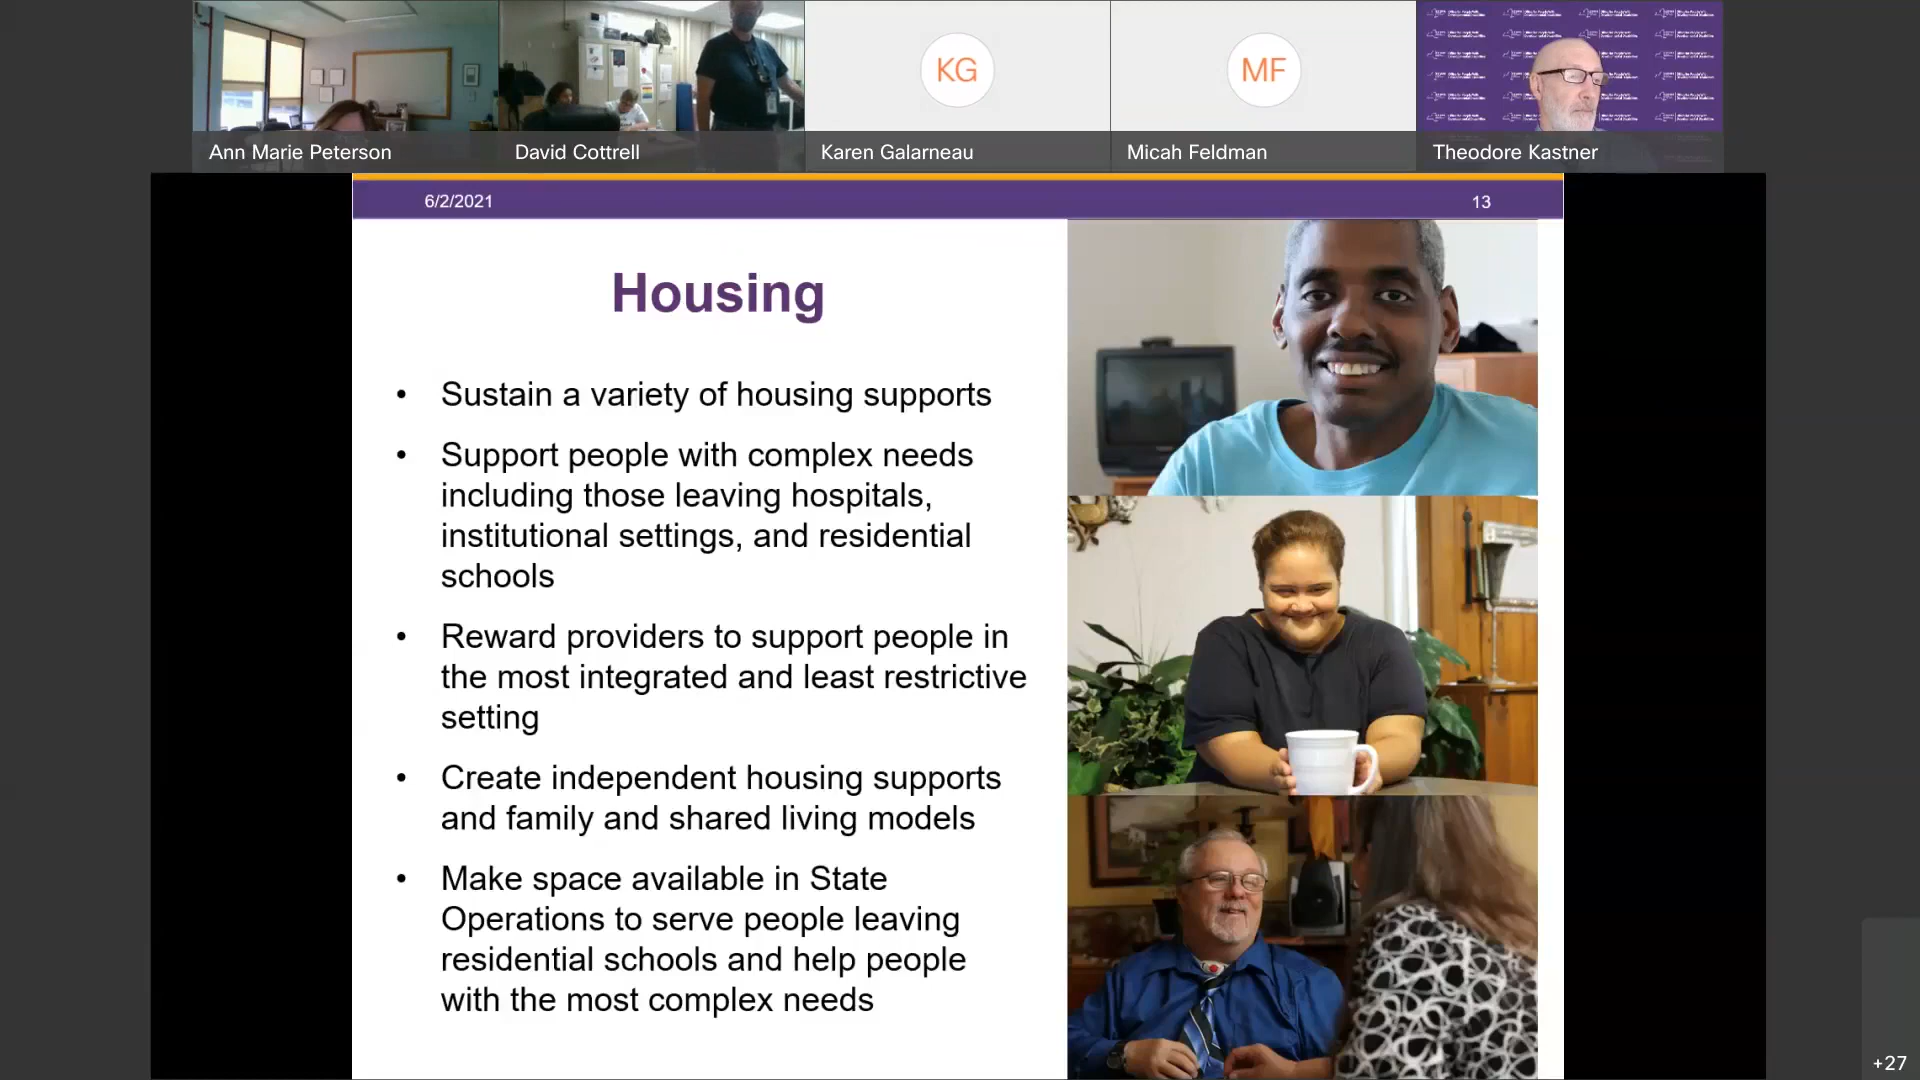 KG
MF
Ann Marie Peterson
David Cottrell
Karen Galarneau
Micah Feldman
Theodore Kastner
6/2/2021
13
Housing
• Sustain a variety of housing supports
• Support people with complex needs
including those leaving hospitals,
institutional settings, and residential
schools
• Reward providers to support people in
the most integrated and least restrictive
setting
• Create independent housing supports
and family and shared living models
• Make space available in State
Operations to serve people leaving
residential schools and help people
with the most complex needs
+27